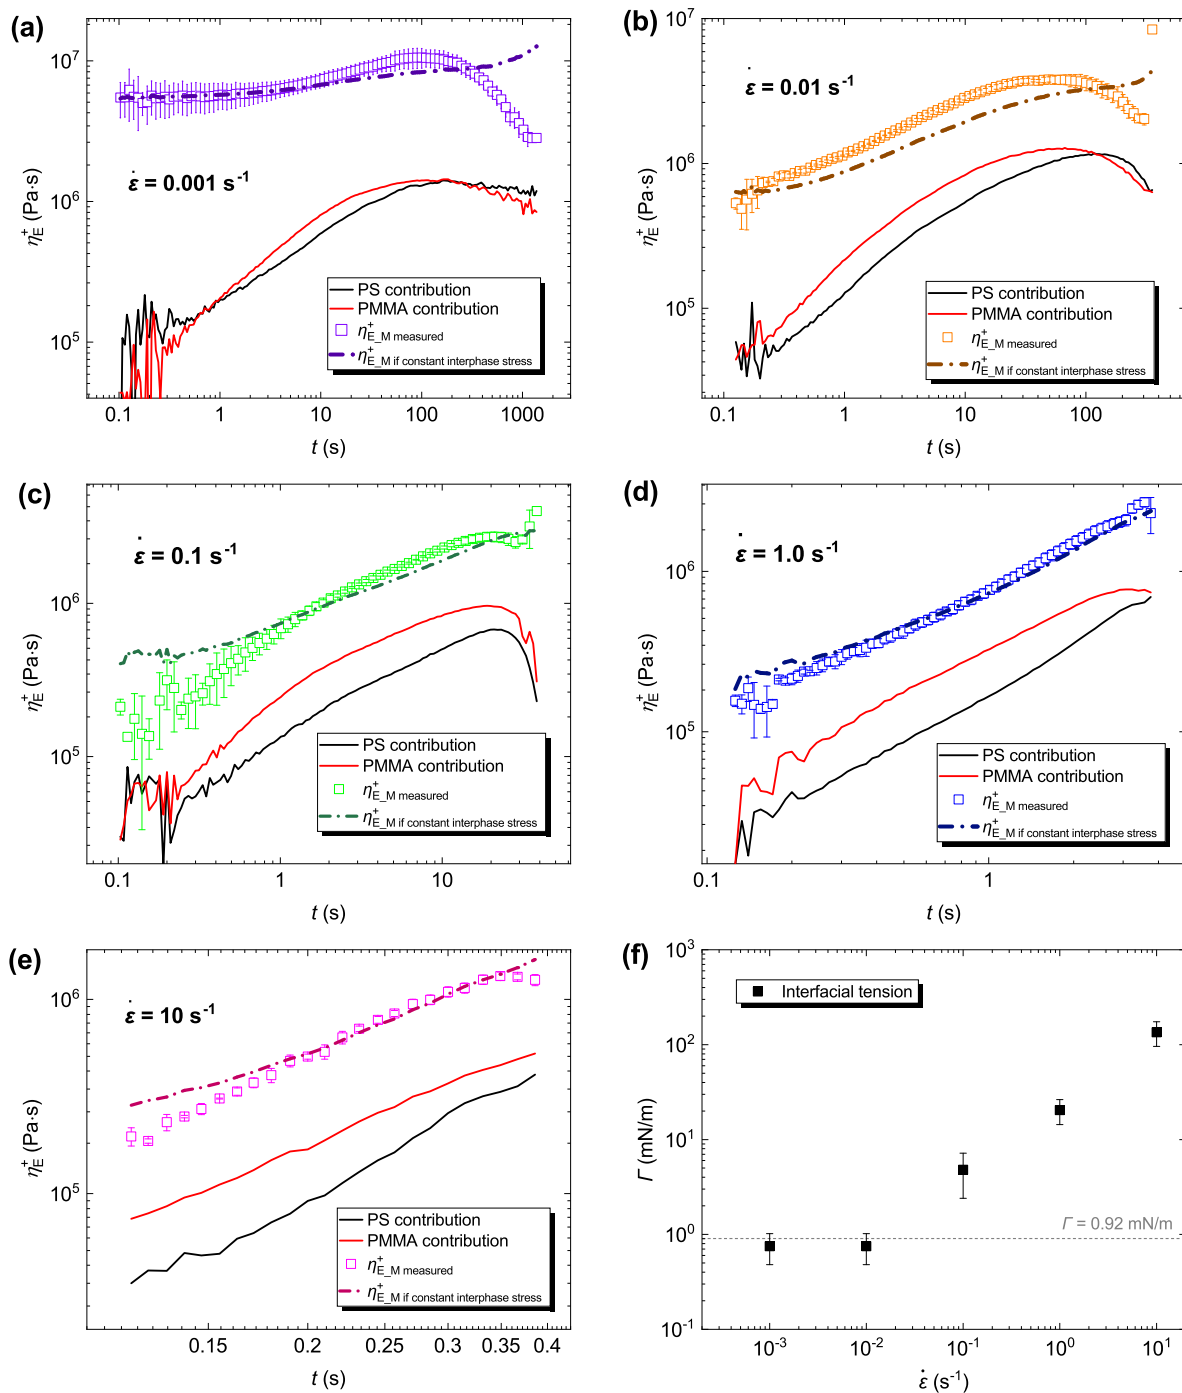 (a)
10⁷
10⁶
10⁵
η⁺E (Pa·s)
ε̇ = 0.001 s⁻¹
PS contribution
PMMA contribution
η⁺E_M measured
η⁺E_M if constant interphase stress
0.1 1 10 100 1000
t (s)
(b)
10⁷
10⁶
10⁵
η⁺E (Pa·s)
ε̇ = 0.01 s⁻¹
PS contribution
PMMA contribution
η⁺E_M measured
η⁺E_M if constant interphase stress
0.1 1 10 100
t (s)
(c)
10⁶
10⁵
η⁺E (Pa·s)
ε̇ = 0.1 s⁻¹
PS contribution
PMMA contribution
η⁺E_M measured
η⁺E_M if constant interphase stress
0.1 1 10
t (s)
(d)
10⁶
10⁵
η⁺E (Pa·s)
ε̇ = 1.0 s⁻¹
PS contribution
PMMA contribution
η⁺E_M measured
η⁺E_M if constant interphase stress
0.1 1
t (s)
(e)
10⁶
10⁵
η⁺E (Pa·s)
ε̇ = 10 s⁻¹
PS contribution
PMMA contribution
η⁺E_M measured
η⁺E_M if constant interphase stress
0.15 0.2 0.25 0.3 0.35 0.4
t (s)
(f)
10³
10²
10¹
10⁰
10⁻¹
Γ (mN/m)
Interfacial tension
Γ = 0.92 mN/m
10⁻³ 10⁻² 10⁻¹ 10⁰ 10¹
ε̇ (s⁻¹)